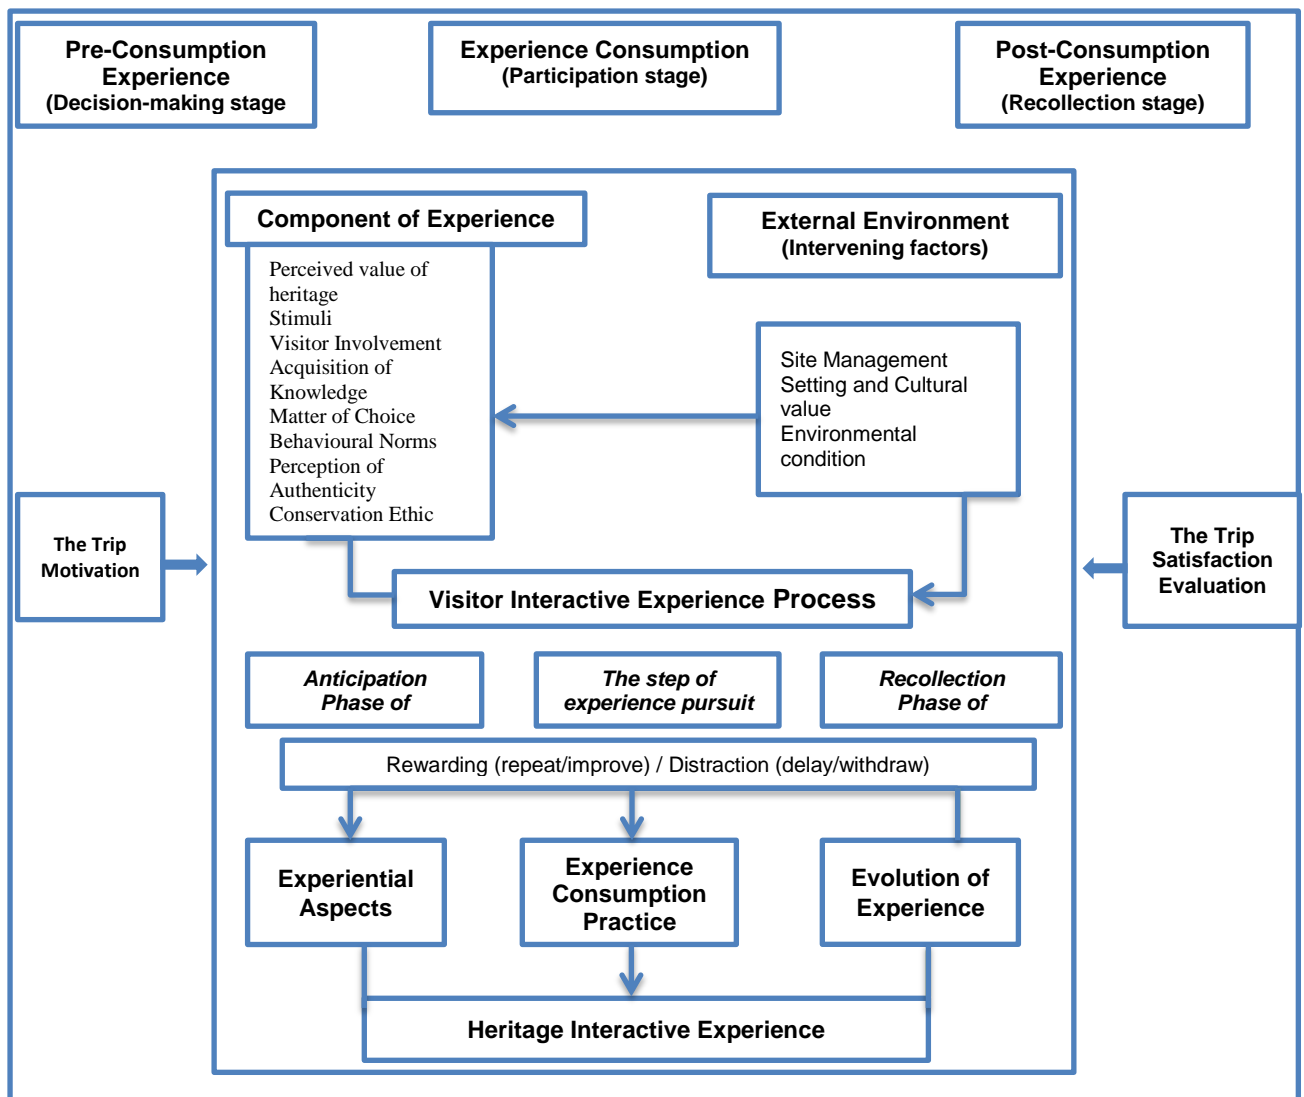 Pre-Consumption
Experience
(Decision-making stage
Experience Consumption
(Participation stage)
Post-Consumption
Experience
(Recollection stage)
Component of Experience
External Environment
(Intervening factors)
Perceived value of
heritage
Stimuli
Visitor Involvement
Acquisition of
Knowledge
Matter of Choice
Behavioural Norms
Perception of
Authenticity
Conservation Ethic
Site Management
Setting and Cultural
value
Environmental
condition
The Trip
Motivation
The Trip
Satisfaction
Evaluation
Visitor Interactive Experience Process
Anticipation
Phase of
The step of
experience pursuit
Recollection
Phase of
Rewarding (repeat/improve) / Distraction (delay/withdraw)
Experiential
Aspects
Experience
Consumption
Practice
Evolution of
Experience
Heritage Interactive Experience